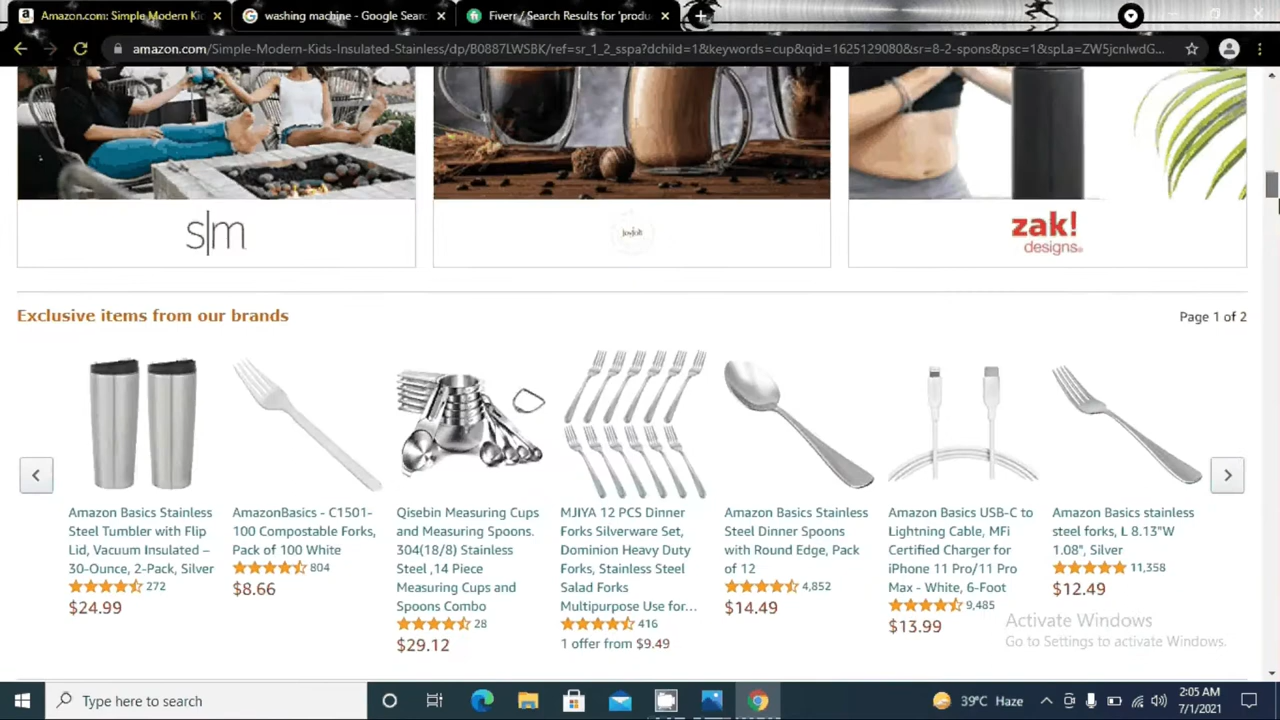 Amazon.com: Simple Modern Ki
washing machine - Google Sear
Fiverr / Search Results for 'produ
amazon.com/Simple-Modern-Kids-Insulated-Stainless/dp/B0887LWSBK/ref=sr_1_2_sspa?dchild=1&keywords=cup&qid=1625129080&sr=8-2-spons&psc=1&spLa=ZW5jcnlwdG...
s|m
JoyJolt
zak!
designs
Exclusive items from our brands
Page 1 of 2
Amazon Basics Stainless
Steel Tumbler with Flip
Lid, Vacuum Insulated –
30-Ounce, 2-Pack, Silver
272
$24.99
AmazonBasics - C1501-
100 Compostable Forks,
Pack of 100 White
804
$8.66
Qisebin Measuring Cups
and Measuring Spoons.
304(18/8) Stainless
Steel ,14 Piece
Measuring Cups and
Spoons Combo
28
$29.12
MJIYA 12 PCS Dinner
Forks Silverware Set,
Dominion Heavy Duty
Forks, Stainless Steel
Salad Forks
Multipurpose Use for...
416
1 offer from $9.49
Amazon Basics Stainless
Steel Dinner Spoons
with Round Edge, Pack
of 12
4,852
$14.49
Amazon Basics USB-C to
Lightning Cable, MFi
Certified Charger for
iPhone 11 Pro/11 Pro
Max - White, 6-Foot
9,485
$13.99
Amazon Basics stainless
steel forks, L 8.13"W
1.08", Silver
11,358
$12.49
Activate Windows
Go to Settings to activate Windows.
Type here to search
39°C Haze
2:05 AM
7/1/2021